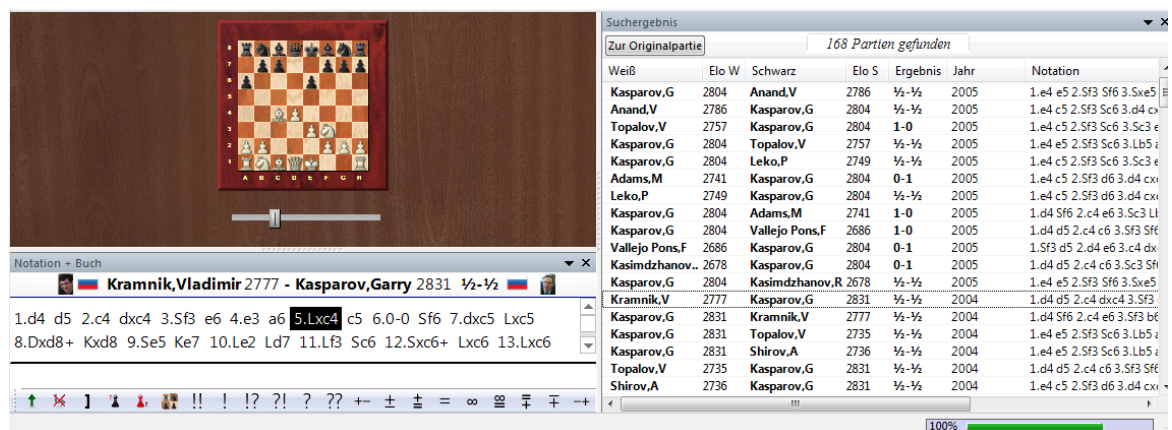 8
7
6
5
4
3
2
1
A B C D E F G H
Notation + Buch
Kramnik,Vladimir 2777 - Kasparov,Garry 2831 ½-½
1.d4 d5 2.c4 dxc4 3.Sf3 e6 4.e3 a6 5.Lxc4 c5 6.0-0 Sf6 7.dxc5 Lxc5
8.Dxd8+ Kxd8 9.Se5 Ke7 10.Le2 Ld7 11.Lf3 Sc6 12.Sxc6+ Lxc6 13.Lxc6
] !! ! !? ?! ? ?? +- ± ⩲ = ∞ ⯹ ⩱ ∓ -+
Suchergebnis
Zur Originalpartie 168 Partien gefunden
Weiß Elo W Schwarz Elo S Ergebnis Jahr Notation
Kasparov,G 2804 Anand,V 2786 ½-½ 2005 1.e4 e5 2.Sf3 Sf6 3.Sxe5
Anand,V 2786 Kasparov,G 2804 ½-½ 2005 1.e4 c5 2.Sf3 Sc6 3.d4 cx
Topalov,V 2757 Kasparov,G 2804 1-0 2005 1.e4 c5 2.Sf3 Sc6 3.Sc3 e
Kasparov,G 2804 Topalov,V 2757 ½-½ 2005 1.e4 e5 2.Sf3 Sc6 3.Lb5 a
Kasparov,G 2804 Leko,P 2749 ½-½ 2005 1.e4 c5 2.Sf3 Sc6 3.Sc3 e
Adams,M 2741 Kasparov,G 2804 0-1 2005 1.e4 c5 2.Sf3 d6 3.d4 cxd
Leko,P 2749 Kasparov,G 2804 ½-½ 2005 1.e4 c5 2.Sf3 d6 3.d4 cxd
Kasparov,G 2804 Adams,M 2741 1-0 2005 1.d4 Sf6 2.c4 e6 3.Sc3 Lb
Kasparov,G 2804 Vallejo Pons,F 2686 1-0 2005 1.d4 d5 2.c4 c6 3.Sf3 Sf6
Vallejo Pons,F 2686 Kasparov,G 2804 0-1 2005 1.Sf3 d5 2.d4 e6 3.c4 dx
Kasimdzhanov.. 2678 Kasparov,G 2804 0-1 2005 1.d4 d5 2.c4 c6 3.Sc3 Sf
Kasparov,G 2804 Kasimdzhanov,R 2678 ½-½ 2005 1.e4 e5 2.Sf3 Sf6 3.Sxe5
Kramnik,V 2777 Kasparov,G 2831 ½-½ 2004 1.d4 d5 2.c4 dxc4 3.Sf3
Kasparov,G 2831 Kramnik,V 2777 ½-½ 2004 1.d4 Sf6 2.c4 e6 3.Sf3 b6
Kasparov,G 2831 Topalov,V 2735 ½-½ 2004 1.e4 e5 2.Sf3 Sc6 3.Lb5 a
Kasparov,G 2831 Shirov,A 2736 ½-½ 2004 1.e4 e5 2.Sf3 Sc6 3.Lb5 a
Topalov,V 2735 Kasparov,G 2831 ½-½ 2004 1.d4 d5 2.c4 c6 3.Sf3 Sf6
Shirov,A 2736 Kasparov,G 2831 ½-½ 2004 1.e4 c5 2.Sf3 d6 3.d4 cxd
100%